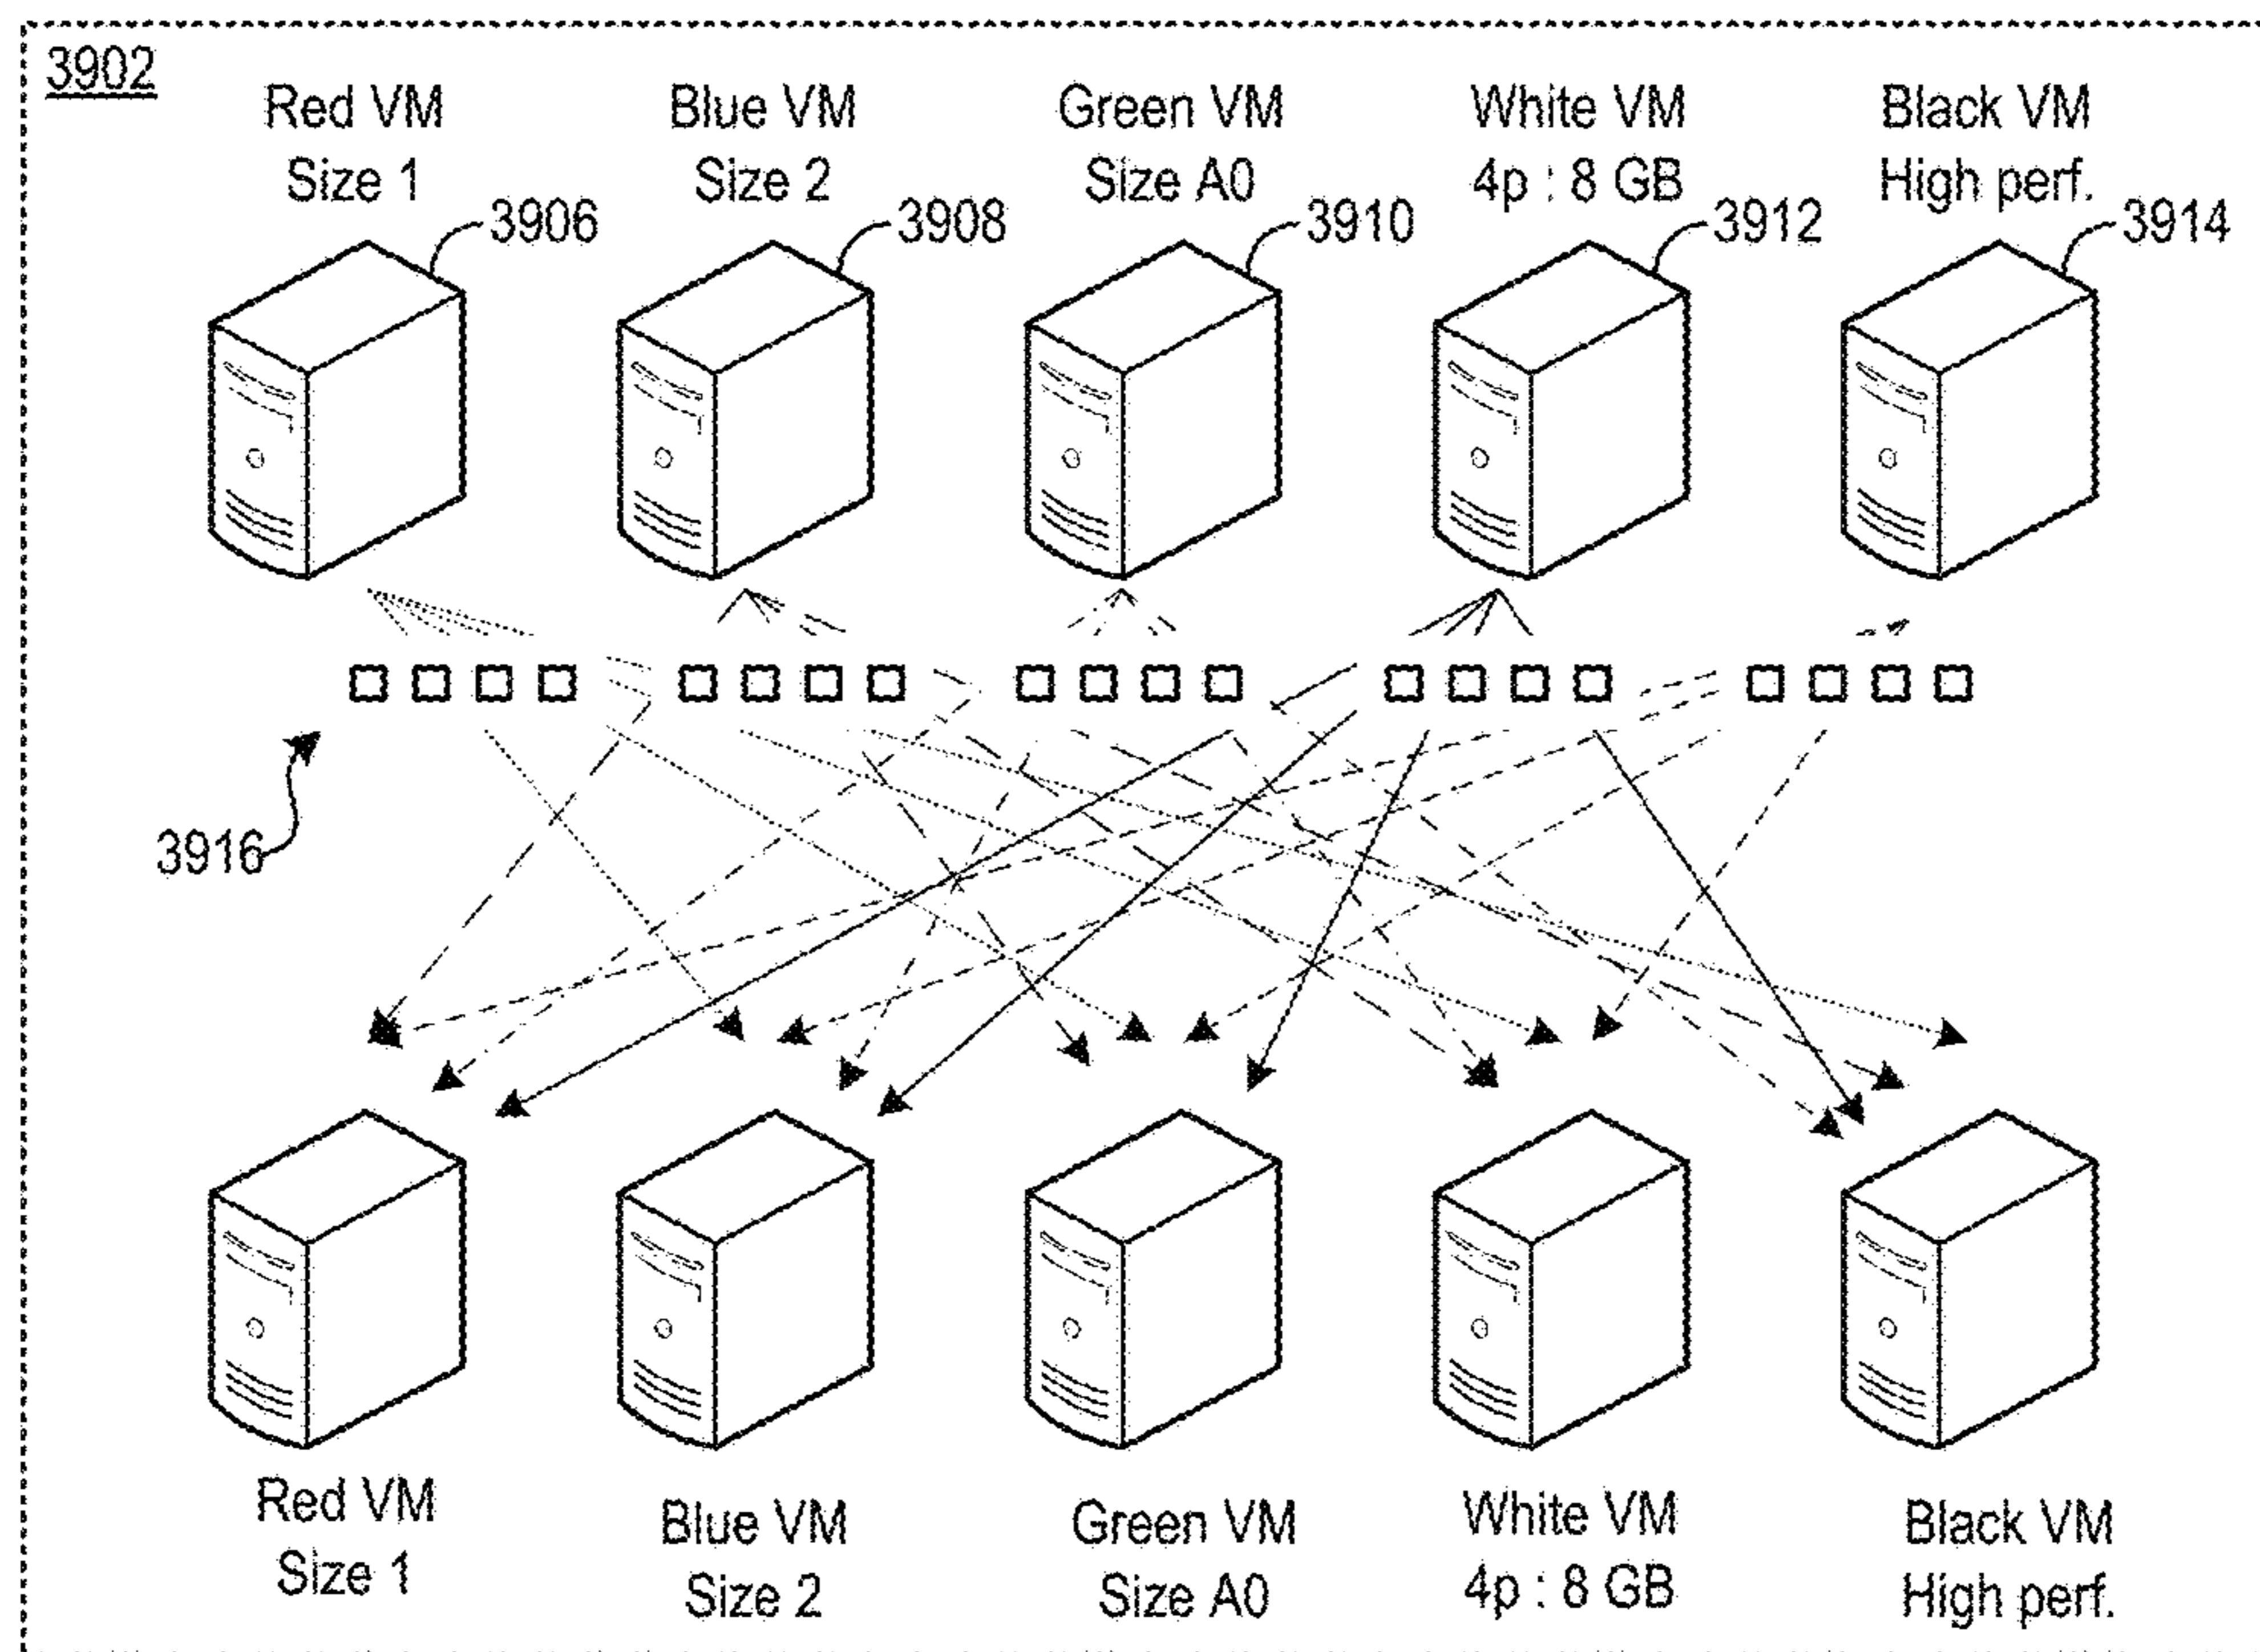 3902
Red VM
Size 1
Blue VM
Size 2
Green VM
Size A0
White VM
4p : 8 GB
Black VM
High perf.
3906
3908
3910
3912
3914
3916
Red VM
Size 1
Blue VM
Size 2
Green VM
Size A0
White VM
4p : 8 GB
Black VM
High perf.